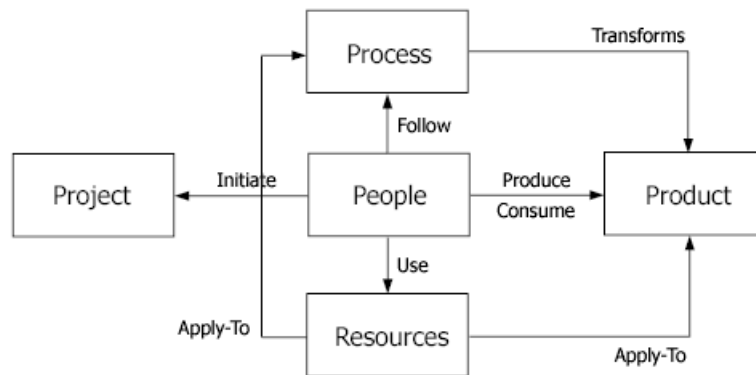 Process
Transforms
Follow
Project
Initiate
People
Produce
Consume
Product
Use
Apply-To
Resources
Apply-To